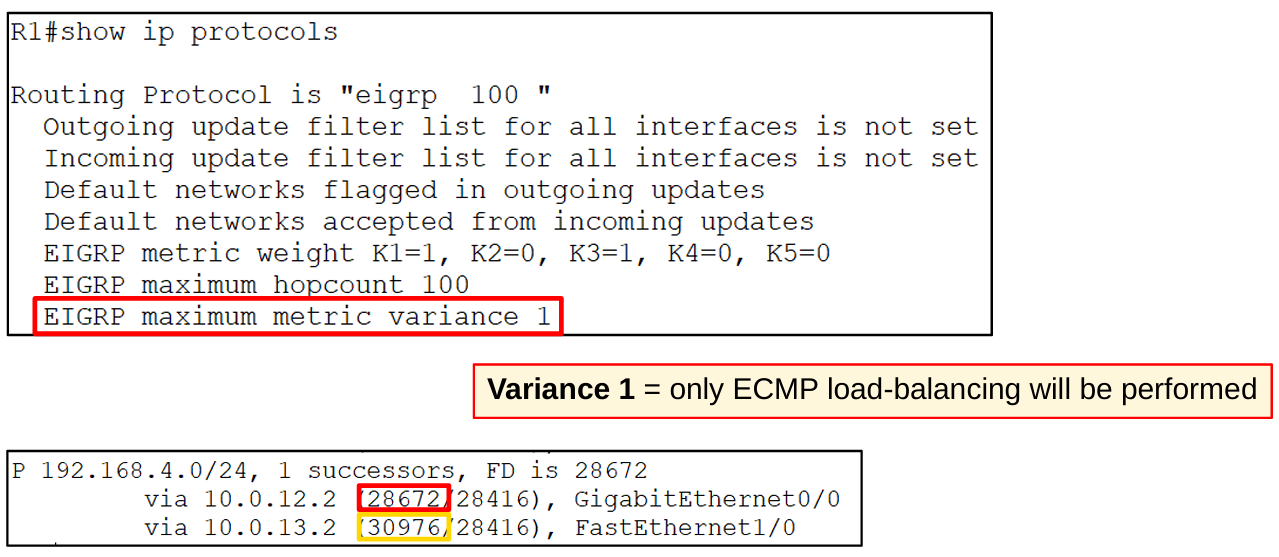 R1#show ip protocols
Routing Protocol is "eigrp  100 "
  Outgoing update filter list for all interfaces is not set
  Incoming update filter list for all interfaces is not set
  Default networks flagged in outgoing updates
  Default networks accepted from incoming updates
  EIGRP metric weight K1=1, K2=0, K3=1, K4=0, K5=0
  EIGRP maximum hopcount 100
  EIGRP maximum metric variance 1
Variance 1 = only ECMP load-balancing will be performed
P 192.168.4.0/24, 1 successors, FD is 28672
        via 10.0.12.2 (28672/28416), GigabitEthernet0/0
        via 10.0.13.2 (30976/28416), FastEthernet1/0